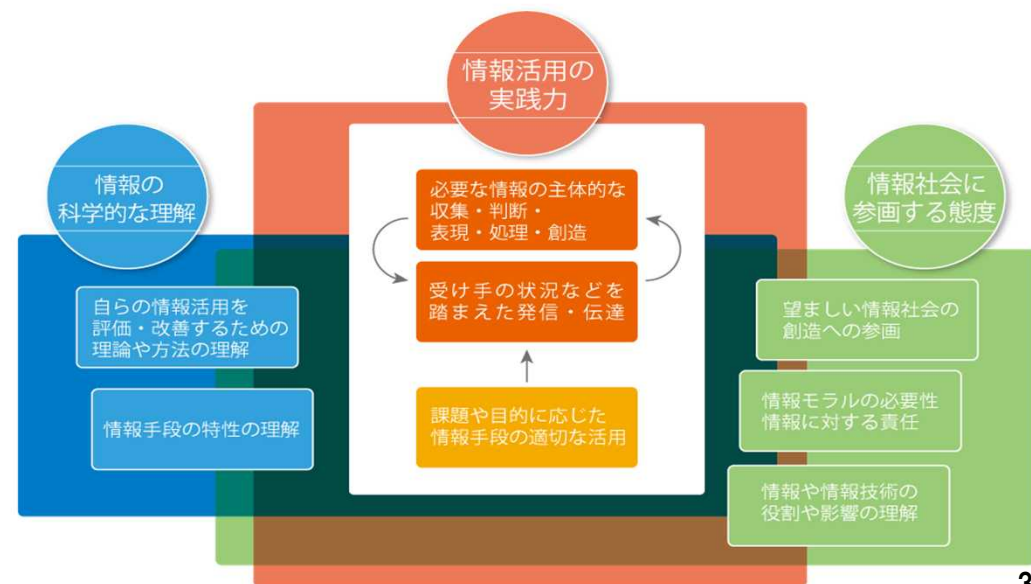 情報活用の
実践力
情報の
科学的な理解
情報社会に
参画する態度
必要な情報の主体的な
収集・判断・
表現・処理・創造
受け手の状況などを
踏まえた発信・伝達
課題や目的に応じた
情報手段の適切な活用
自らの情報活用を
評価・改善するための
理論や方法の理解
情報手段の特性の理解
望ましい情報社会の
創造への参画
情報モラルの必要性
情報に対する責任
情報や情報技術の
役割や影響の理解